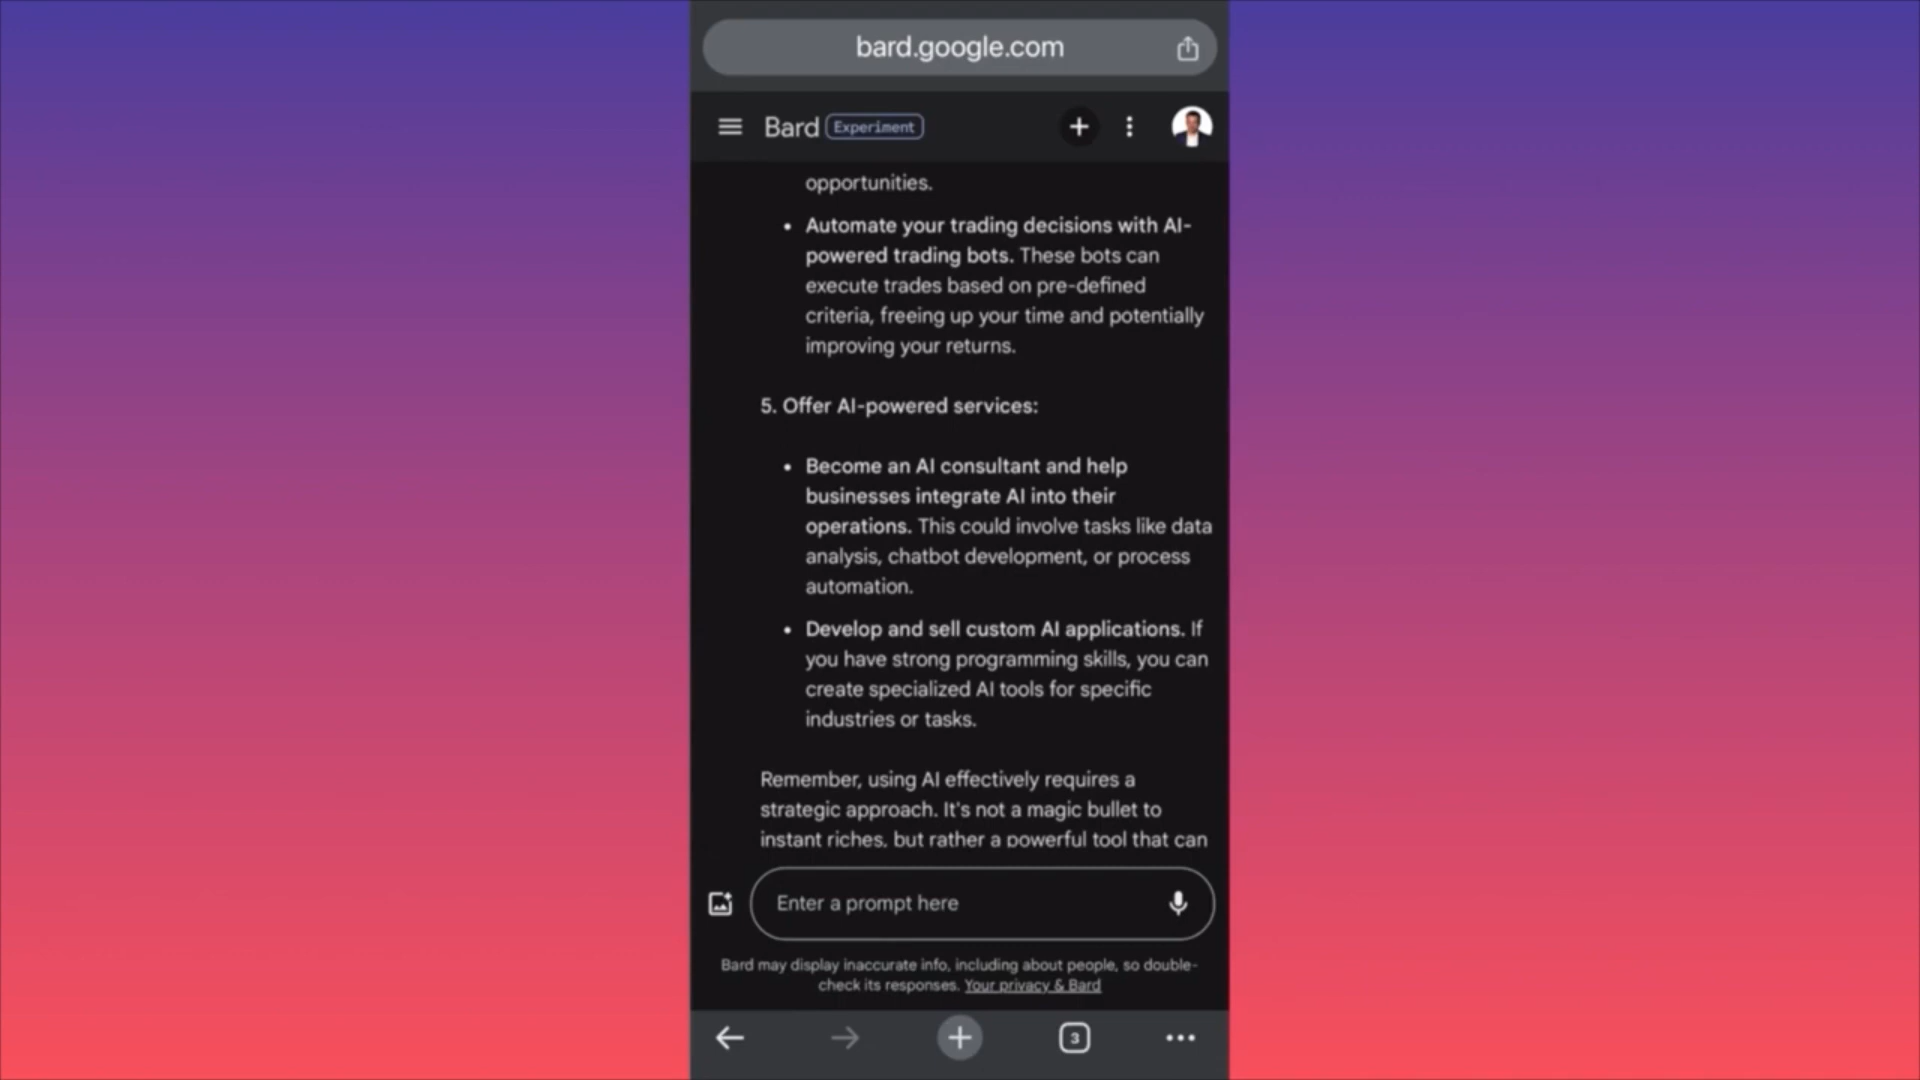 bard.google.com
Bard Experiment
opportunities.
• Automate your trading decisions with AI-
powered trading bots. These bots can
execute trades based on pre-defined
criteria, freeing up your time and potentially
improving your returns.
5. Offer AI-powered services:
• Become an AI consultant and help
businesses integrate AI into their
operations. This could involve tasks like data
analysis, chatbot development, or process
automation.
• Develop and sell custom AI applications. If
you have strong programming skills, you can
create specialized AI tools for specific
industries or tasks.
Remember, using AI effectively requires a
strategic approach. It's not a magic bullet to
instant riches, but rather a powerful tool that can
Enter a prompt here
Bard may display inaccurate info, including about people, so double-
check its responses. Your privacy & Bard
3